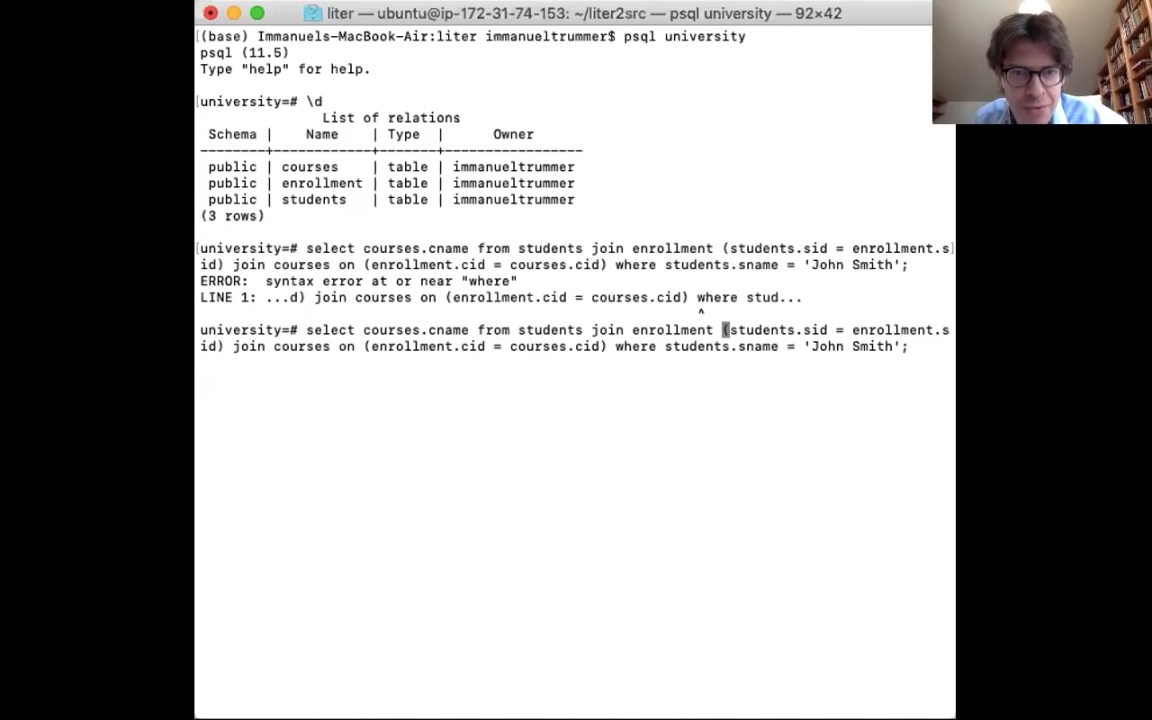 liter — ubuntu@ip-172-31-74-153: ~/liter2src — psql university — 92×42
[(base) Immanuels-MacBook-Air:liter immanueltrummer$ psql university
psql (11.5)
Type "help" for help.
[university=# \d
List of relations
Schema | Name | Type | Owner
--------+------------+-------+-----------------
public | courses | table | immanueltrummer
public | enrollment | table | immanueltrummer
public | students | table | immanueltrummer
(3 rows)
[university=# select courses.cname from students join enrollment (students.sid = enrollment.s]
id) join courses on (enrollment.cid = courses.cid) where students.sname = 'John Smith';
ERROR:  syntax error at or near "where"
LINE 1: ...d) join courses on (enrollment.cid = courses.cid) where stud...
^
university=# select courses.cname from students join enrollment (students.sid = enrollment.s
id) join courses on (enrollment.cid = courses.cid) where students.sname = 'John Smith';